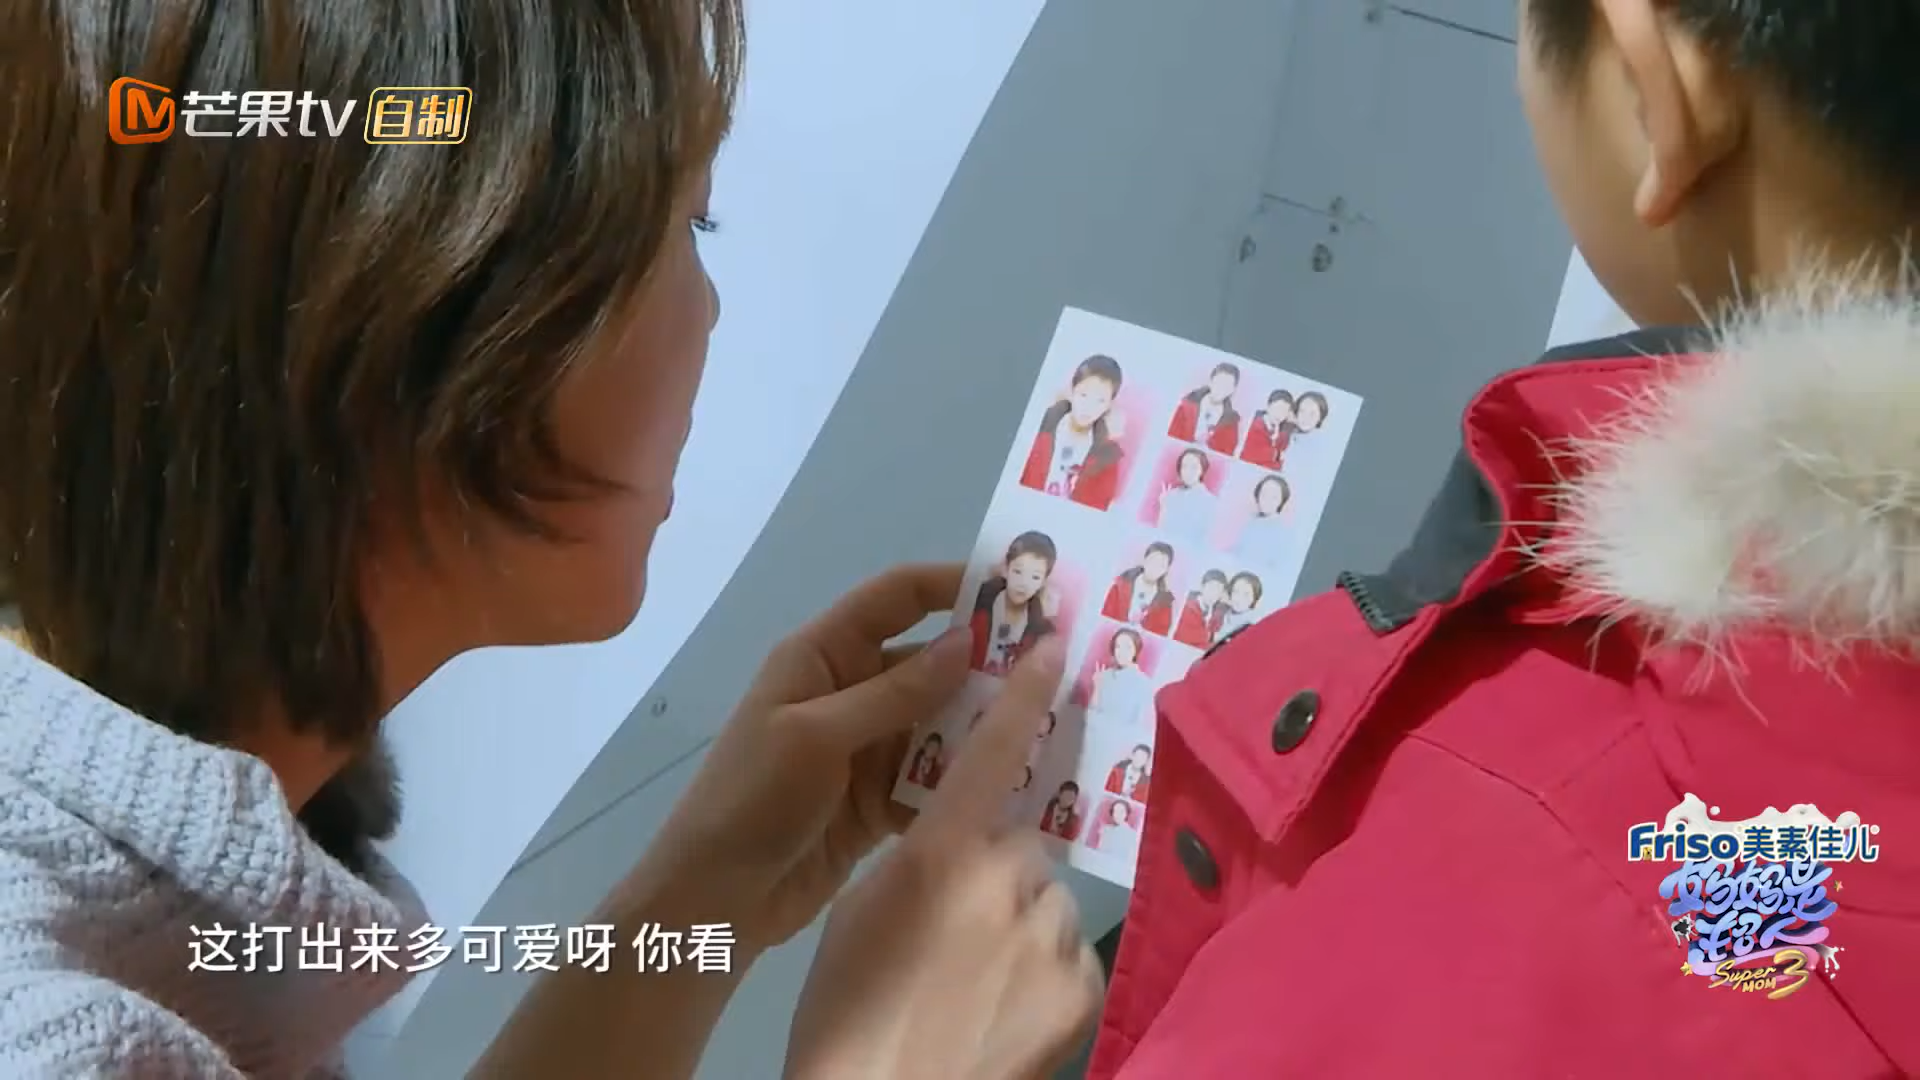 芒果tv 自制
这打出来多可爱呀 你看
Friso美素佳儿
妈妈是
超人
Super 3
MOM